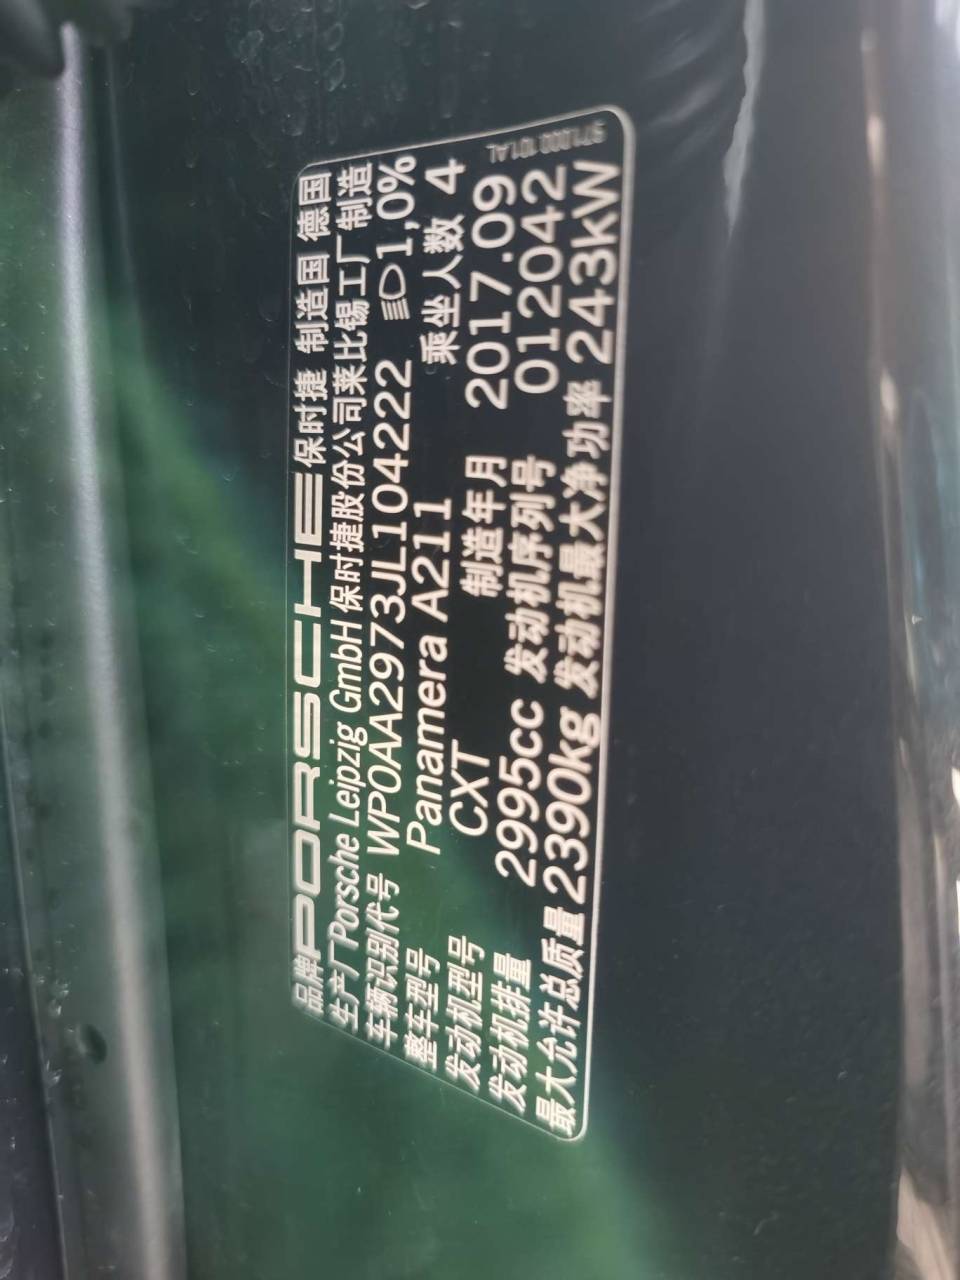 971.000.101.AL
品牌 PORSCHE 保时捷 制造国 德国
生产厂 Porsche Leipzig GmbH 保时捷股份公司莱比锡工厂制造
车辆识别代号 WP0AA2973JL104222 1,0%
整车型号 Panamera A211 乘坐人数 4
发动机型号 CXT 制造年月 2017.09
发动机排量 2995cc 发动机序列号 012042
最大允许总质量 2390kg 发动机最大净功率 243kW